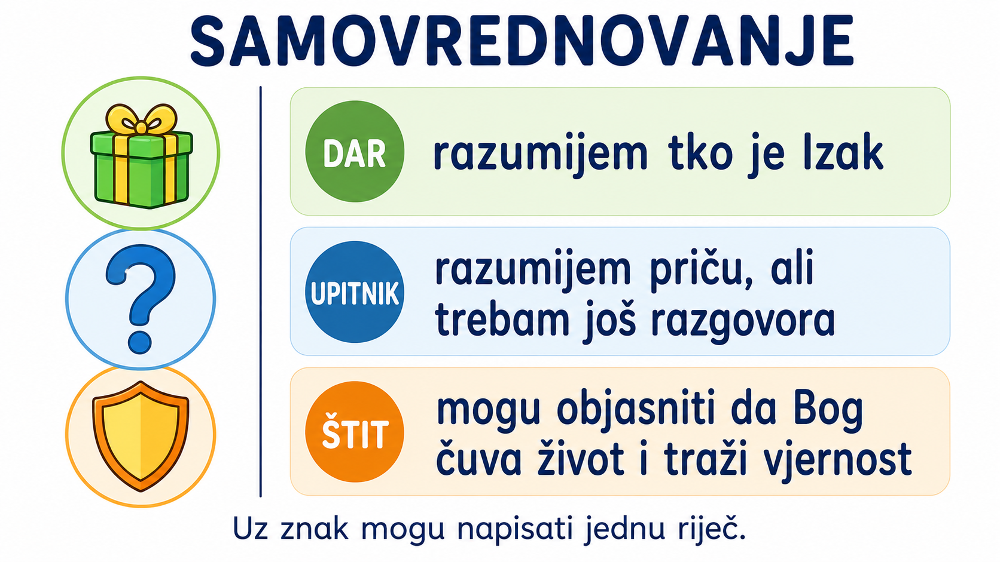 SAMOVREDNOVANJE
DAR
razumijem tko je Izak
UPITNIK
razumijem priču, ali
trebam još razgovora
ŠTIT
mogu objasniti da Bog
čuva život i traži vjernost
Uz znak mogu napisati jednu riječ.